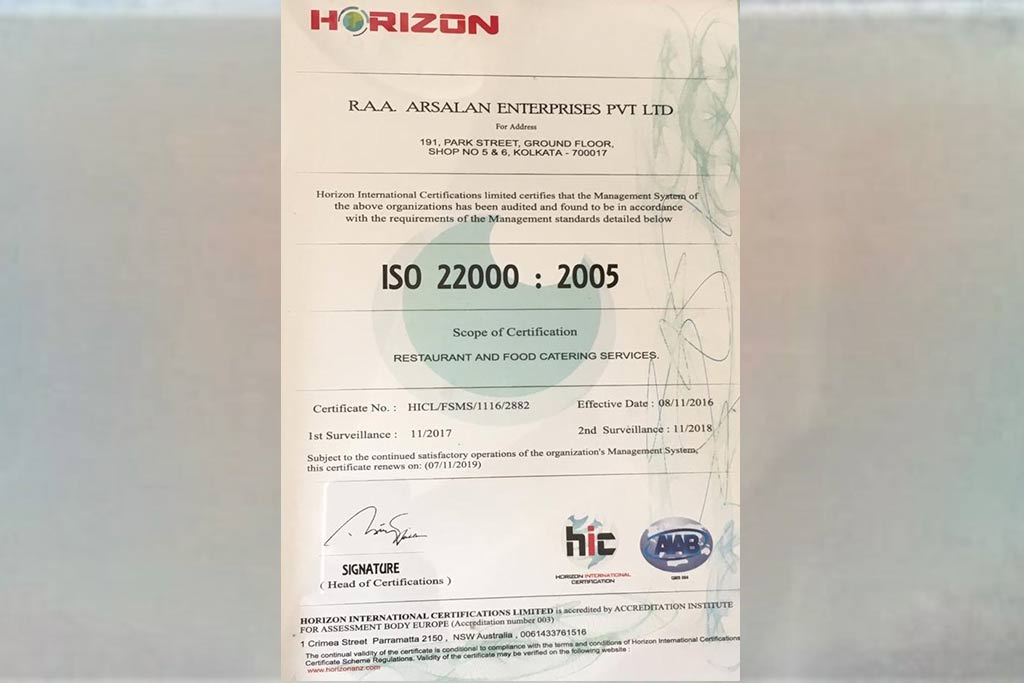 HORIZON
R.A.A. ARSALAN ENTERPRISES PVT LTD
For Address
191, PARK STREET, GROUND FLOOR,
SHOP NO 5 & 6, KOLKATA - 700017
Horizon International Certifications limited certifies that the Management System of
the above organizations has been audited and found to be in accordance
with the requirements of the Management standards detailed below
ISO 22000 : 2005
Scope of Certification
RESTAURANT AND FOOD CATERING SERVICES.
Certificate No. : HICL/FSMS/1116/2882
Effective Date : 08/11/2016
1st Surveillance : 11/2017
2nd Surveillance : 11/2018
Subject to the continued satisfactory operations of the organization's Management System,
this certificate renews on: (07/11/2019)
SIGNATURE
( Head of Certifications )
hic
HORIZON INTERNATIONAL
CERTIFICATION
AIAB
HORIZON INTERNATIONAL CERTIFICATIONS LIMITED is accredited by ACCREDITATION INSTITUTE
FOR ASSESSMENT BODY EUROPE (Accreditation number 003)
1 Crimea Street Parramatta 2150 , NSW Australia , 0061433761516
The continual validity of the certificate is conditional to compliance with the terms and conditions of Horizon International Certifications
Certificate Scheme Regulations. Validity of the certificate may be verified on the following website :
www.horizonanz.com